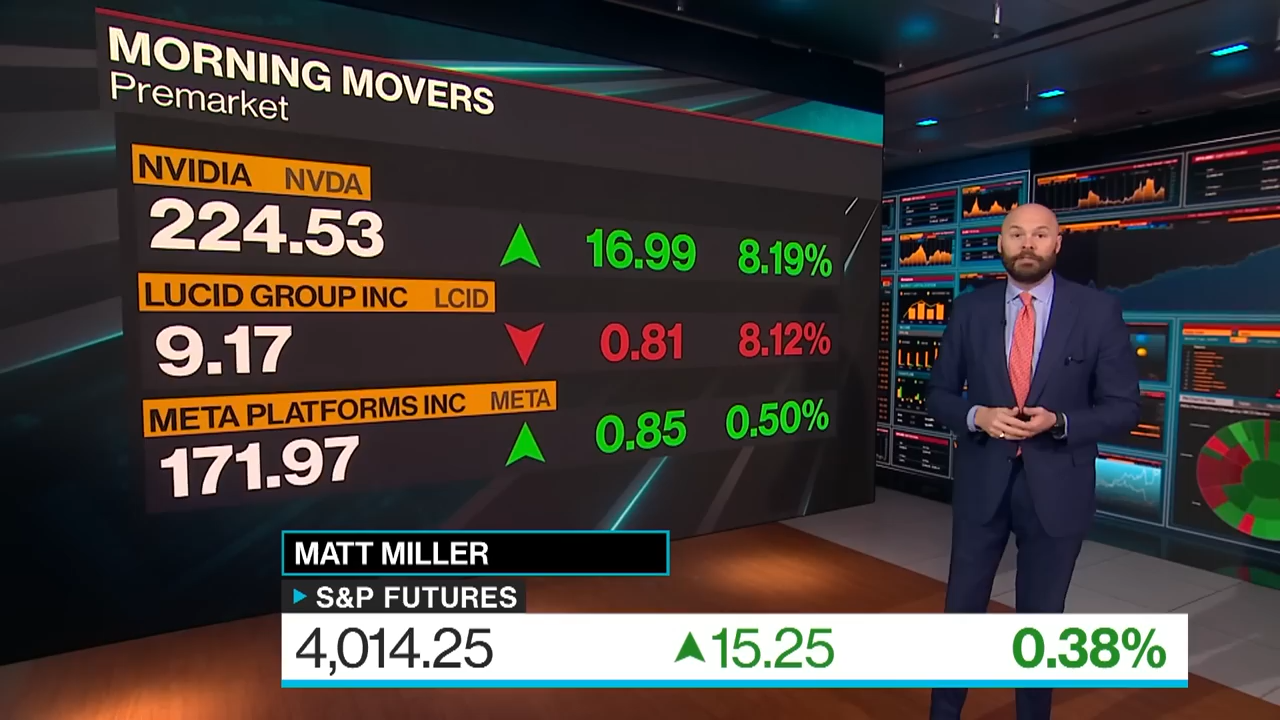 MORNING MOVERS
Premarket
NVIDIA NVDA
224.53 16.99 8.19%
LUCID GROUP INC LCID
9.17 0.81 8.12%
META PLATFORMS INC META
171.97 0.85 0.50%
MATT MILLER
S&P FUTURES
4,014.25 15.25 0.38%